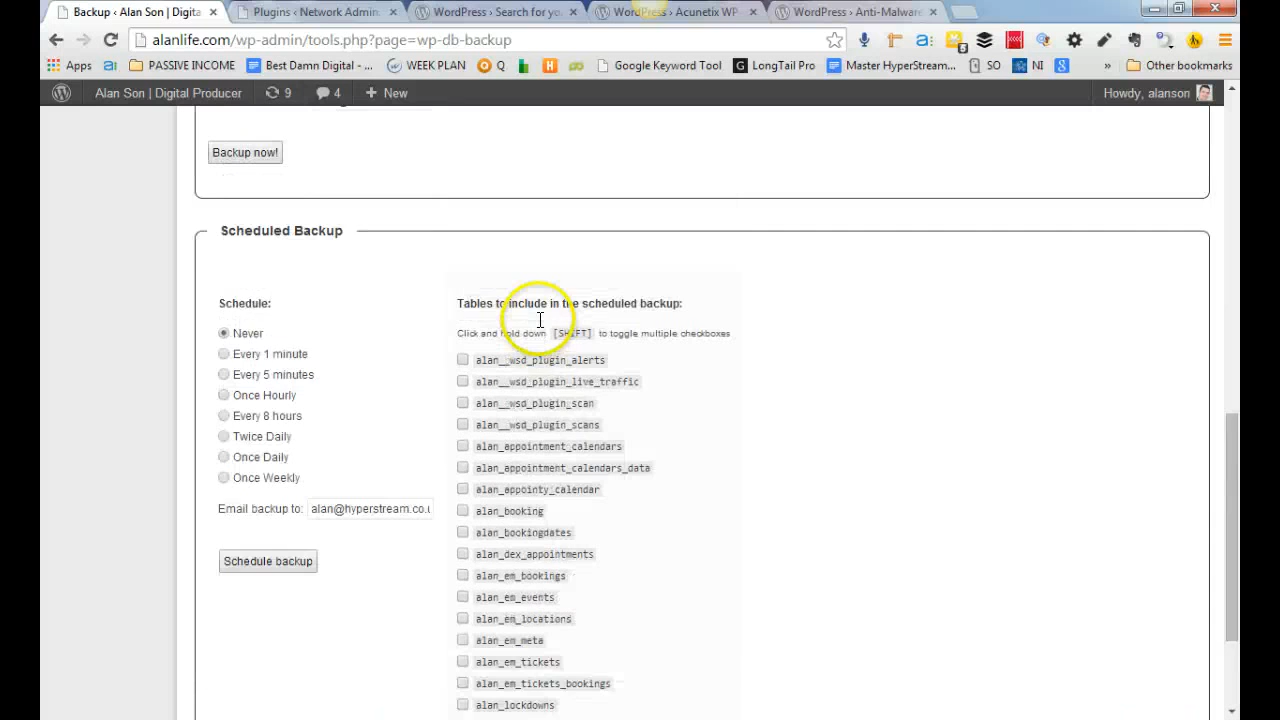 Backup ‹ Alan Son | Digita
Plugins ‹ Network Admin
WordPress › Search for yo
WordPress › Acunetix WP
WordPress › Anti-Malware
alanlife.com/wp-admin/tools.php?page=wp-db-backup
5
Apps
PASSIVE INCOME
Best Damn Digital -
WEEK PLAN
Q
Google Keyword Tool
LongTail Pro
Master HyperStream...
SO
NI
»
Other bookmarks
Alan Son | Digital Producer
9
4
+ New
Howdy, alanson
Backup now!
Scheduled Backup
Schedule:
Never
Every 1 minute
Every 5 minutes
Once Hourly
Every 8 hours
Twice Daily
Once Daily
Once Weekly
Email backup to: alan@hyperstream.co.u
Schedule backup
Tables to include in the scheduled backup:
Click and hold down [SHIFT] to toggle multiple checkboxes
alan__wsd_plugin_alerts
alan__wsd_plugin_live_traffic
alan__wsd_plugin_scan
alan__wsd_plugin_scans
alan_appointment_calendars
alan_appointment_calendars_data
alan_appointy_calendar
alan_booking
alan_bookingdates
alan_dex_appointments
alan_em_bookings
alan_em_events
alan_em_locations
alan_em_meta
alan_em_tickets
alan_em_tickets_bookings
alan_lockdowns